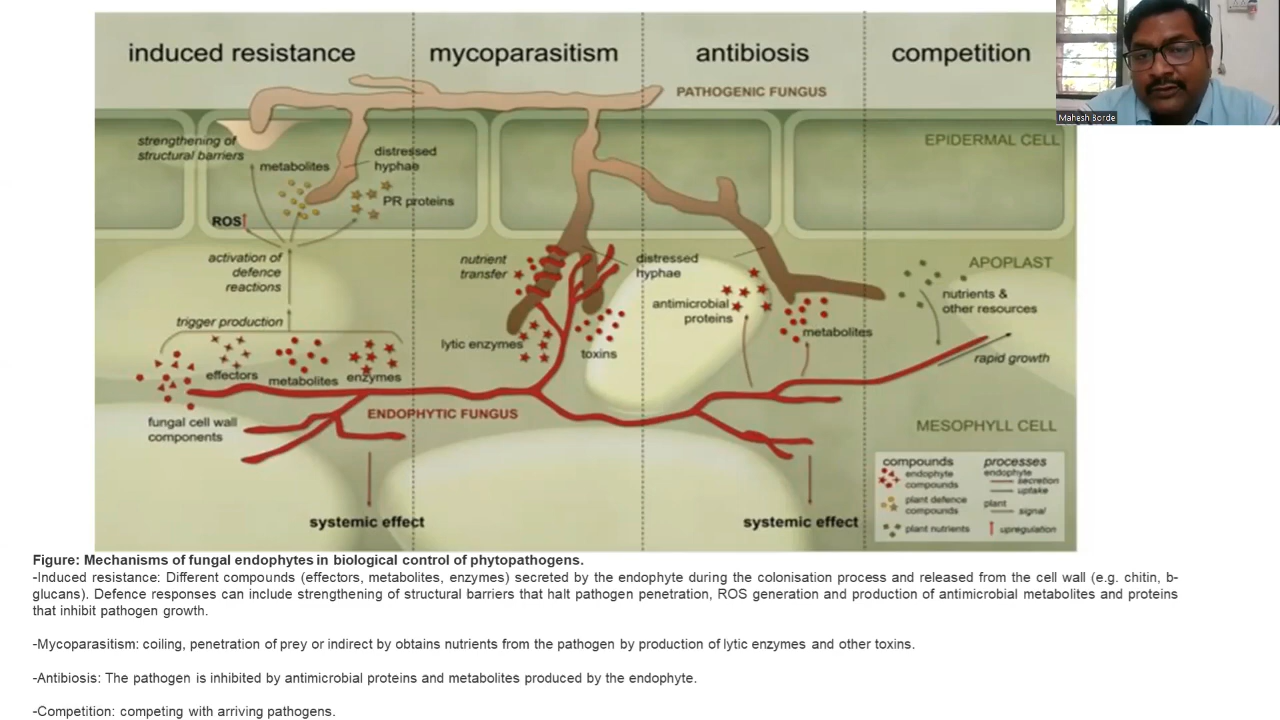 induced resistance
mycoparasitism
antibiosis
competition
Mahesh Borde
PATHOGENIC FUNGUS
strengthening of
structural barriers
metabolites
distressed
hyphae
EPIDERMAL CELL
PR proteins
ROS
activation of
defence
reactions
nutrient
transfer
distressed
hyphae
APOPLAST
antimicrobial
proteins
nutrients &
other resources
trigger production
lytic enzymes
toxins
metabolites
rapid growth
effectors
metabolites
enzymes
fungal cell wall
components
ENDOPHYTIC FUNGUS
MESOPHYLL CELL
systemic effect
systemic effect
compounds
endophyte
compounds
plant defence
compounds
plant nutrients
processes
endophyte
secretion
uptake
plant
signal
upregulation
Figure: Mechanisms of fungal endophytes in biological control of phytopathogens.
-Induced resistance: Different compounds (effectors, metabolites, enzymes) secreted by the endophyte during the colonisation process and released from the cell wall (e.g. chitin, b-
glucans). Defence responses can include strengthening of structural barriers that halt pathogen penetration, ROS generation and production of antimicrobial metabolites and proteins
that inhibit pathogen growth.
-Mycoparasitism: coiling, penetration of prey or indirect by obtains nutrients from the pathogen by production of lytic enzymes and other toxins.
-Antibiosis: The pathogen is inhibited by antimicrobial proteins and metabolites produced by the endophyte.
-Competition: competing with arriving pathogens.